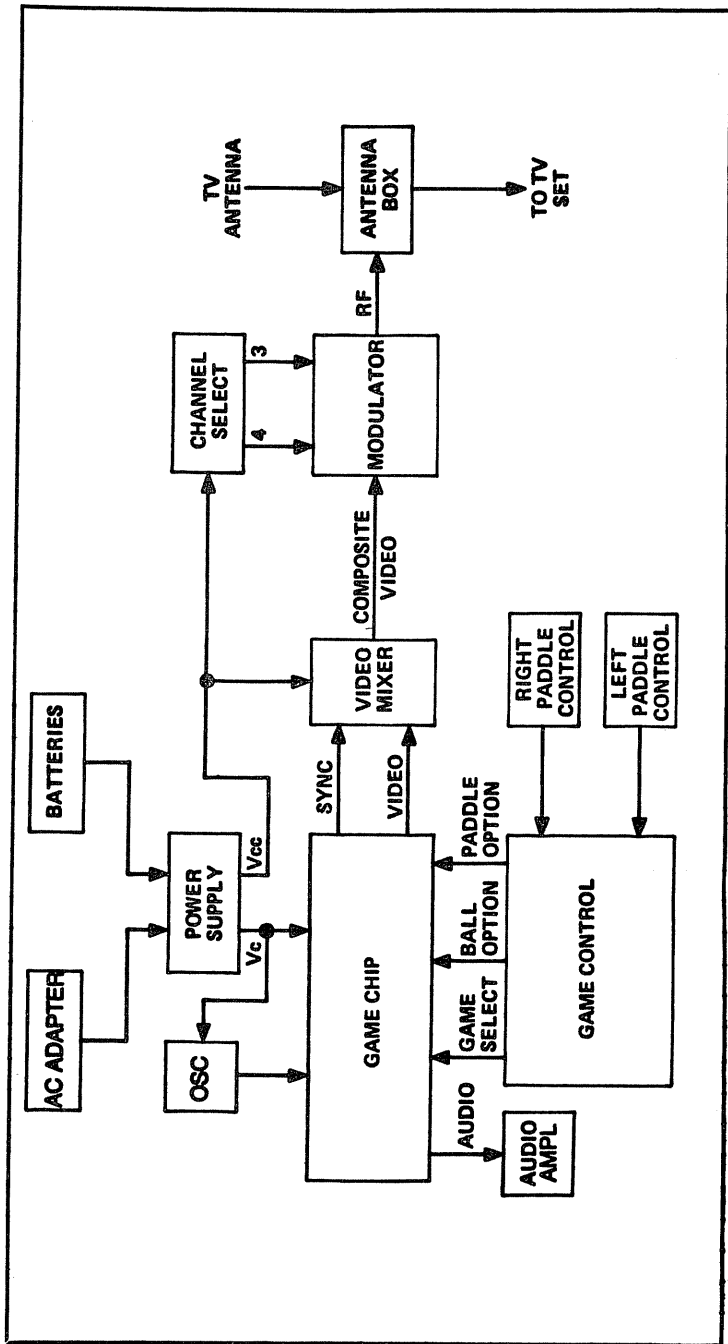 AC ADAPTER
BATTERIES
POWER
SUPPLY
OSC
Vc
Vcc
CHANNEL
SELECT
4
3
TV
ANTENNA
GAME CHIP
SYNC
VIDEO
VIDEO
MIXER
COMPOSITE
VIDEO
MODULATOR
RF
ANTENNA
BOX
TO TV
SET
AUDIO
GAME
SELECT
BALL
OPTION
PADDLE
OPTION
AUDIO
AMPL
GAME CONTROL
RIGHT
PADDLE
CONTROL
LEFT
PADDLE
CONTROL